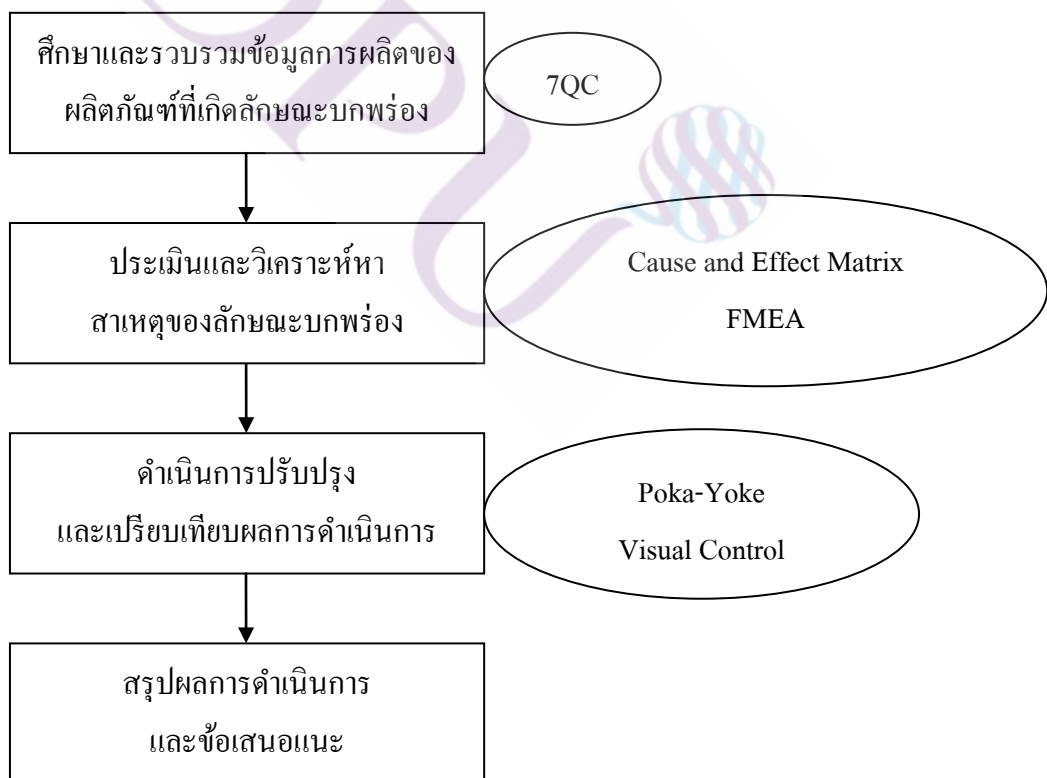 ศึกษาและรวบรวมข้อมูลการผลิตของ
ผลิตภัณฑ์ที่เกิดลักษณะบกพร่อง
7QC
ประเมินและวิเคราะห์หา
สาเหตุของลักษณะบกพร่อง
Cause and Effect Matrix
FMEA
ดำเนินการปรับปรุง
และเปรียบเทียบผลการดำเนินการ
Poka-Yoke
Visual Control
สรุปผลการดำเนินการ
และข้อเสนอแนะ